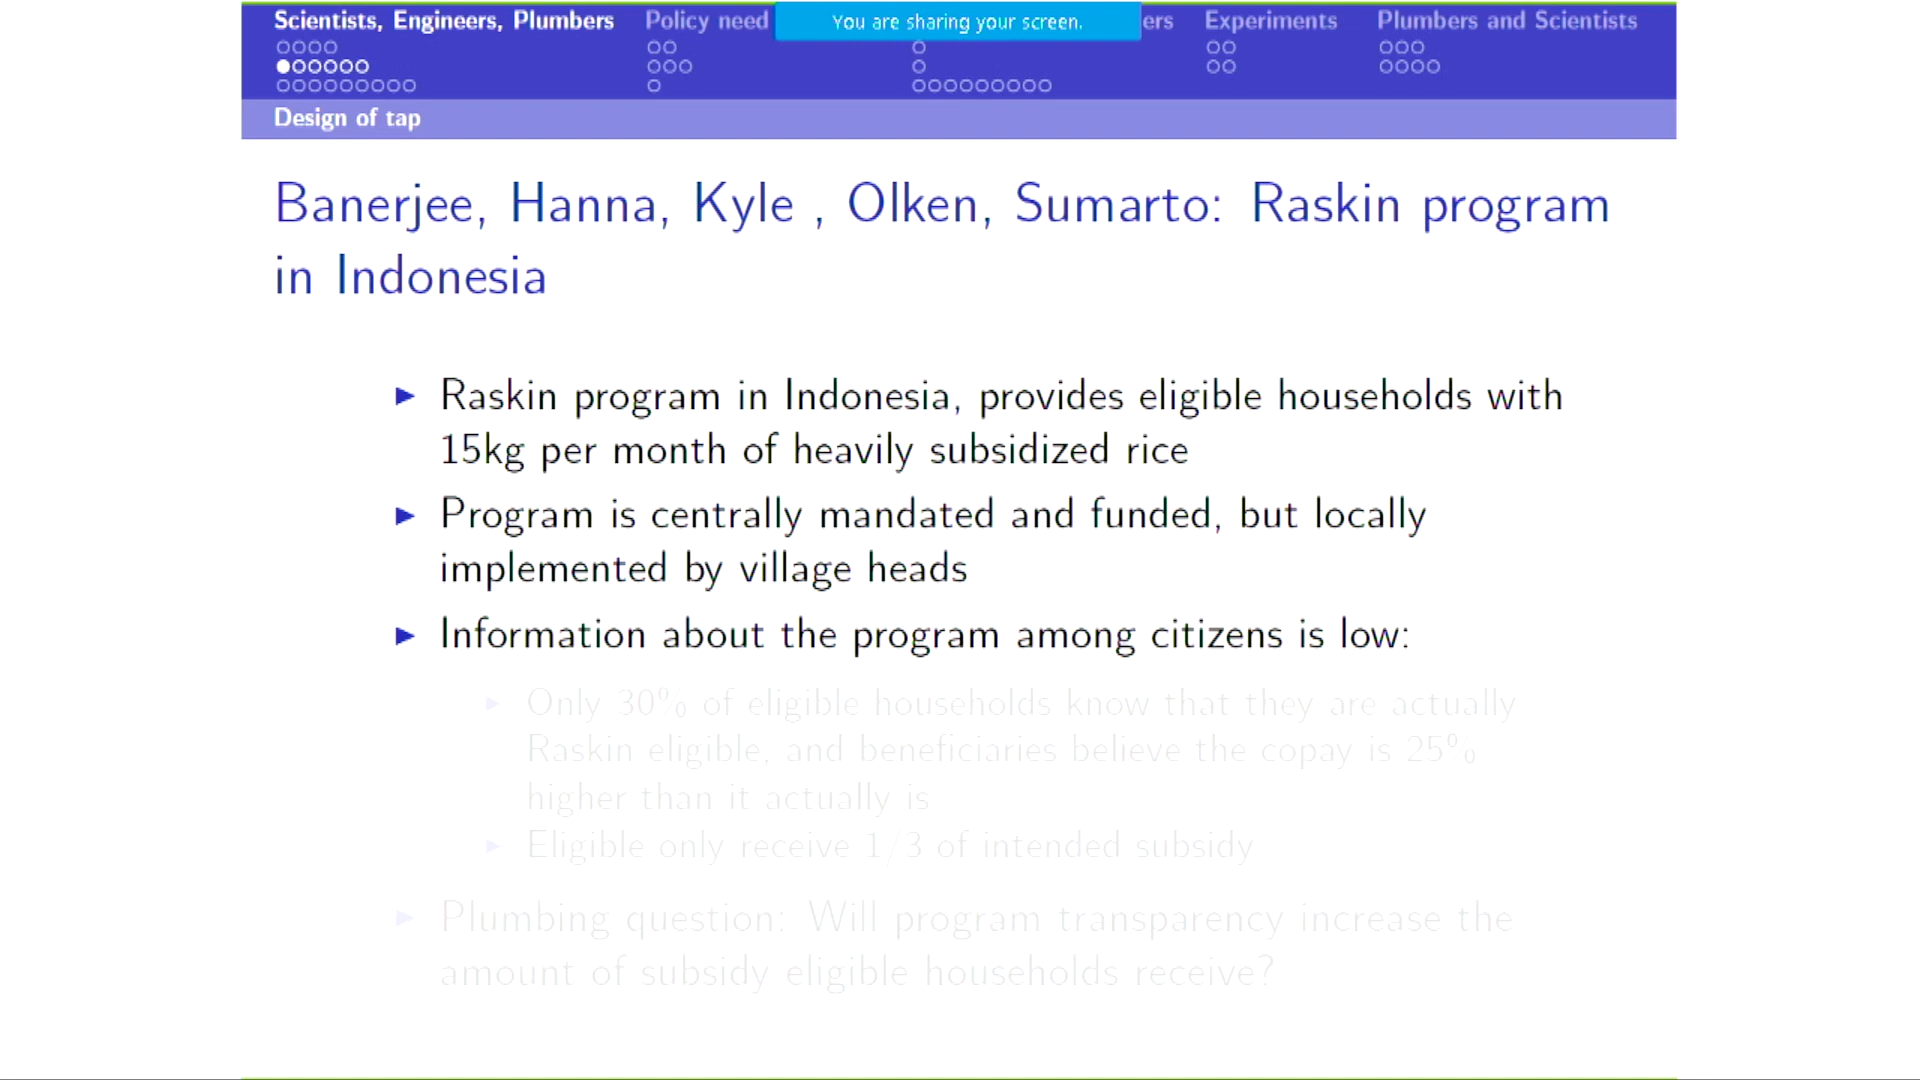 Scientists, Engineers, Plumbers Policy need ers Experiments Plumbers and Scientists
You are sharing your screen.
Design of tap
Banerjee, Hanna, Kyle , Olken, Sumarto: Raskin program
in Indonesia
Raskin program in Indonesia, provides eligible households with
15kg per month of heavily subsidized rice
Program is centrally mandated and funded, but locally
implemented by village heads
Information about the program among citizens is low:
Only 30% of eligible households know that they are actually
Raskin eligible, and beneficiaries believe the copay is 25%
higher than it actually is
Eligible only receive 1/3 of intended subsidy
Plumbing question: Will program transparency increase the
amount of subsidy eligible households receive?